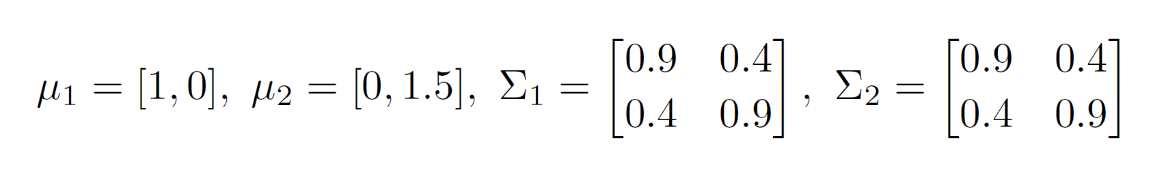 μ₁ = [1, 0], μ₂ = [0, 1.5], Σ₁ = [0.9 0.4; 0.4 0.9], Σ₂ = [0.9 0.4; 0.4 0.9]